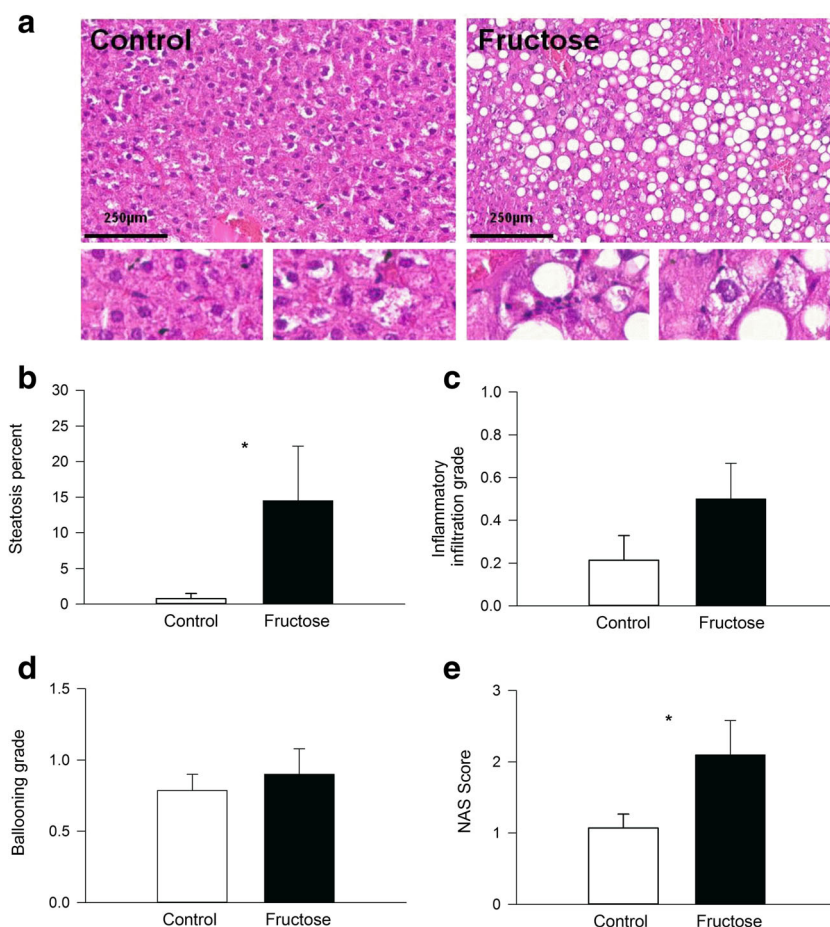 a
Control
Fructose
250µm
250µm
b
Steatosis percent
30
25
20
15
10
5
0
*
Control
Fructose
c
Inflammatory
infiltration grade
1.0
0.8
0.6
0.4
0.2
0.0
Control
Fructose
d
Ballooning grade
1.5
1.0
0.5
0.0
Control
Fructose
e
NAS Score
3
2
1
0
*
Control
Fructose